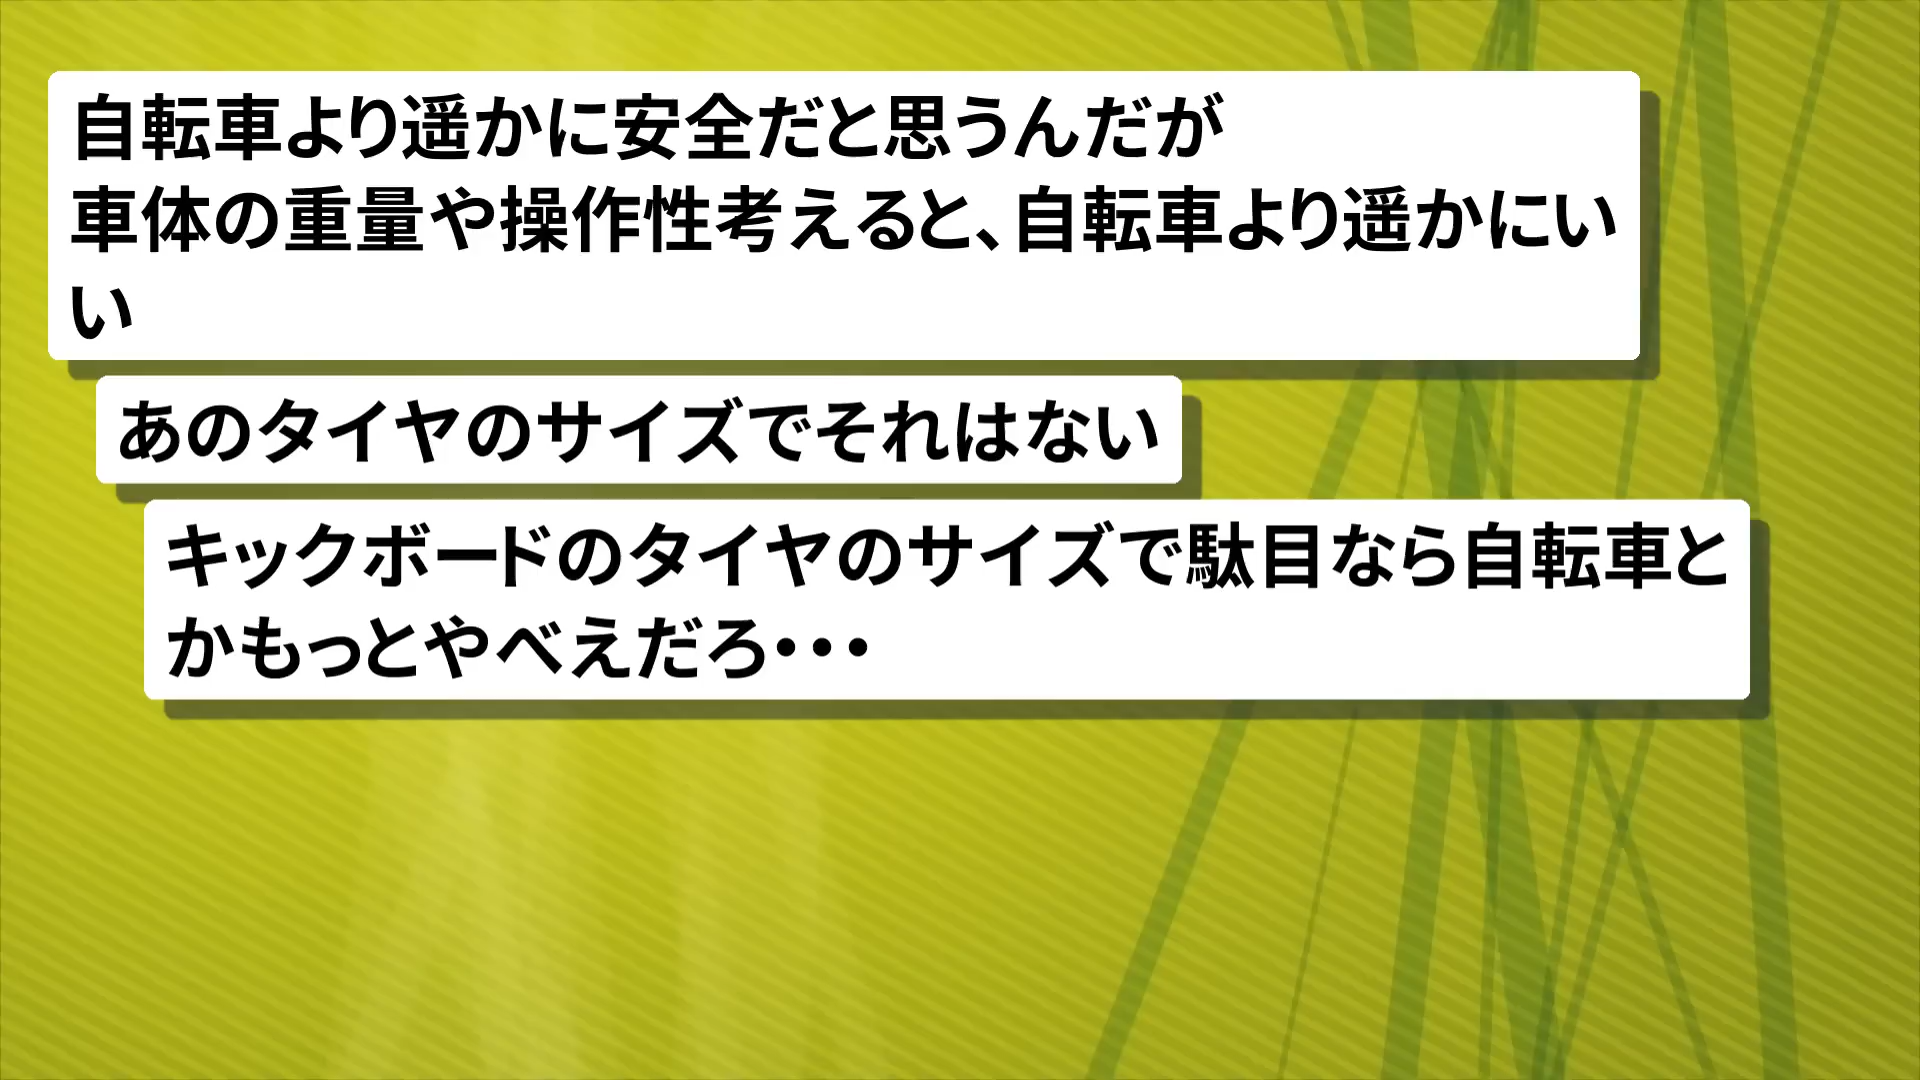 自転車より遥かに安全だと思うんだが
車体の重量や操作性考えると、自転車より遥かにい
い
あのタイヤのサイズでそれはない
キックボードのタイヤのサイズで駄目なら自転車と
かもっとやべえだろ・・・